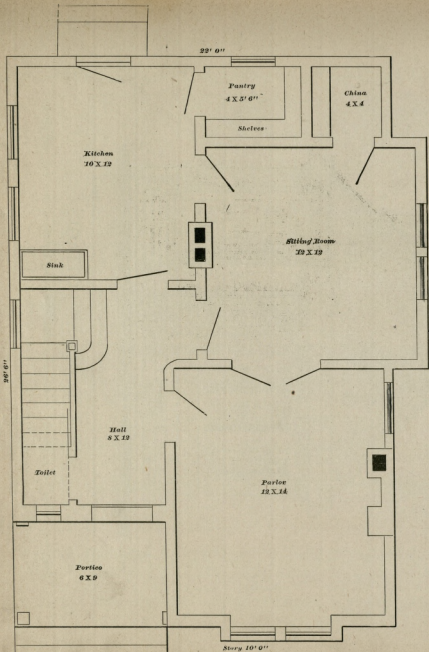 22' 0"
Pantry
4 X 5' 6"
Shelves
China
4 X 4
Kitchen
10 X 12
Sitting Room
12 X 12
Sink
26' 6"
Hall
8 X 12
Toilet
Parlor
12 X 14
Portico
6 X 9
Story 10' 0"